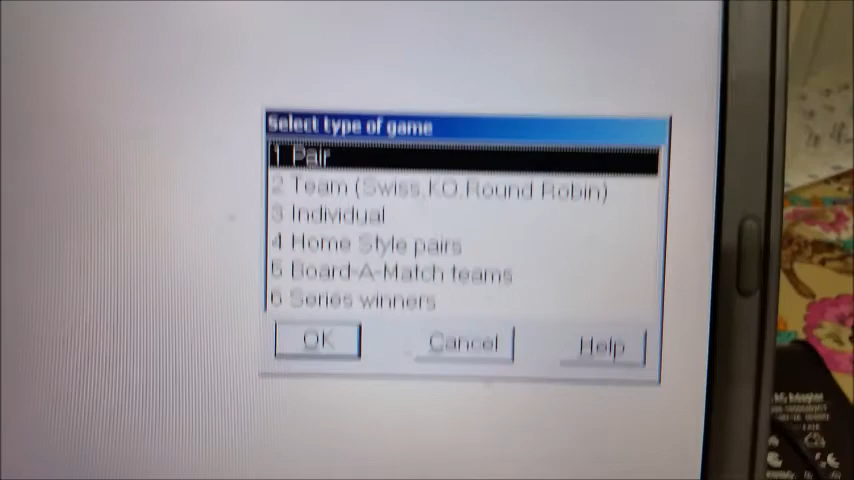 Select type of game
1 Pair
2 Team (Swiss,KO,Round Robin)
3 Individual
4 Home Style pairs
5 Board-A-Match teams
6 Series winners
OK
Cancel
Help